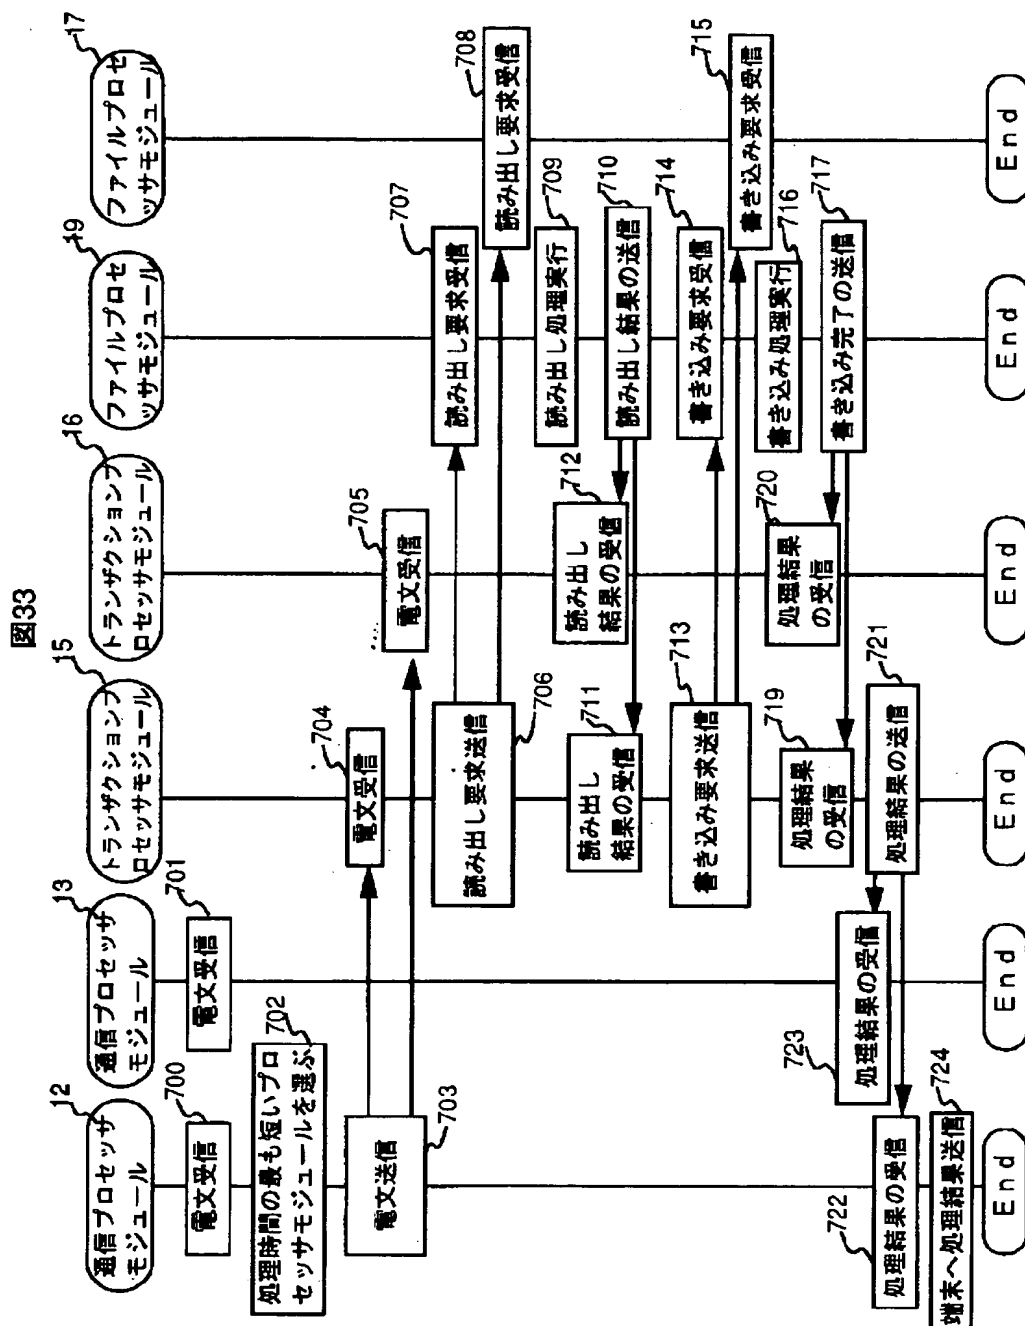 図33
12
通信プロセッサ
モジュール
13
通信プロセッサ
モジュール
15
トランザクションプ
ロセッサモジュール
16
トランザクションプ
ロセッサモジュール
19
ファイルプロセ
ッサモジュール
17
ファイルプロセ
ッサモジュール
700
電文受信
701
電文受信
702
処理時間の最も短いプロ
セッサモジュールを選ぶ
703
電文送信
704
電文受信
705
電文受信
706
読み出し要求送信
707
読み出し要求受信
708
読み出し要求受信
709
読み出し処理実行
710
読み出し結果の送信
711
読み出し
結果の受信
712
読み出し
結果の受信
713
書き込み要求送信
714
書き込み要求受信
715
書き込み要求受信
716
書き込み処理実行
717
書き込み完了の送信
719
処理結果
の受信
720
処理結果
の受信
721
処理結果の送信
722
処理結果の受信
723
処理結果の受信
724
端末へ処理結果送信
End
End
End
End
End
End